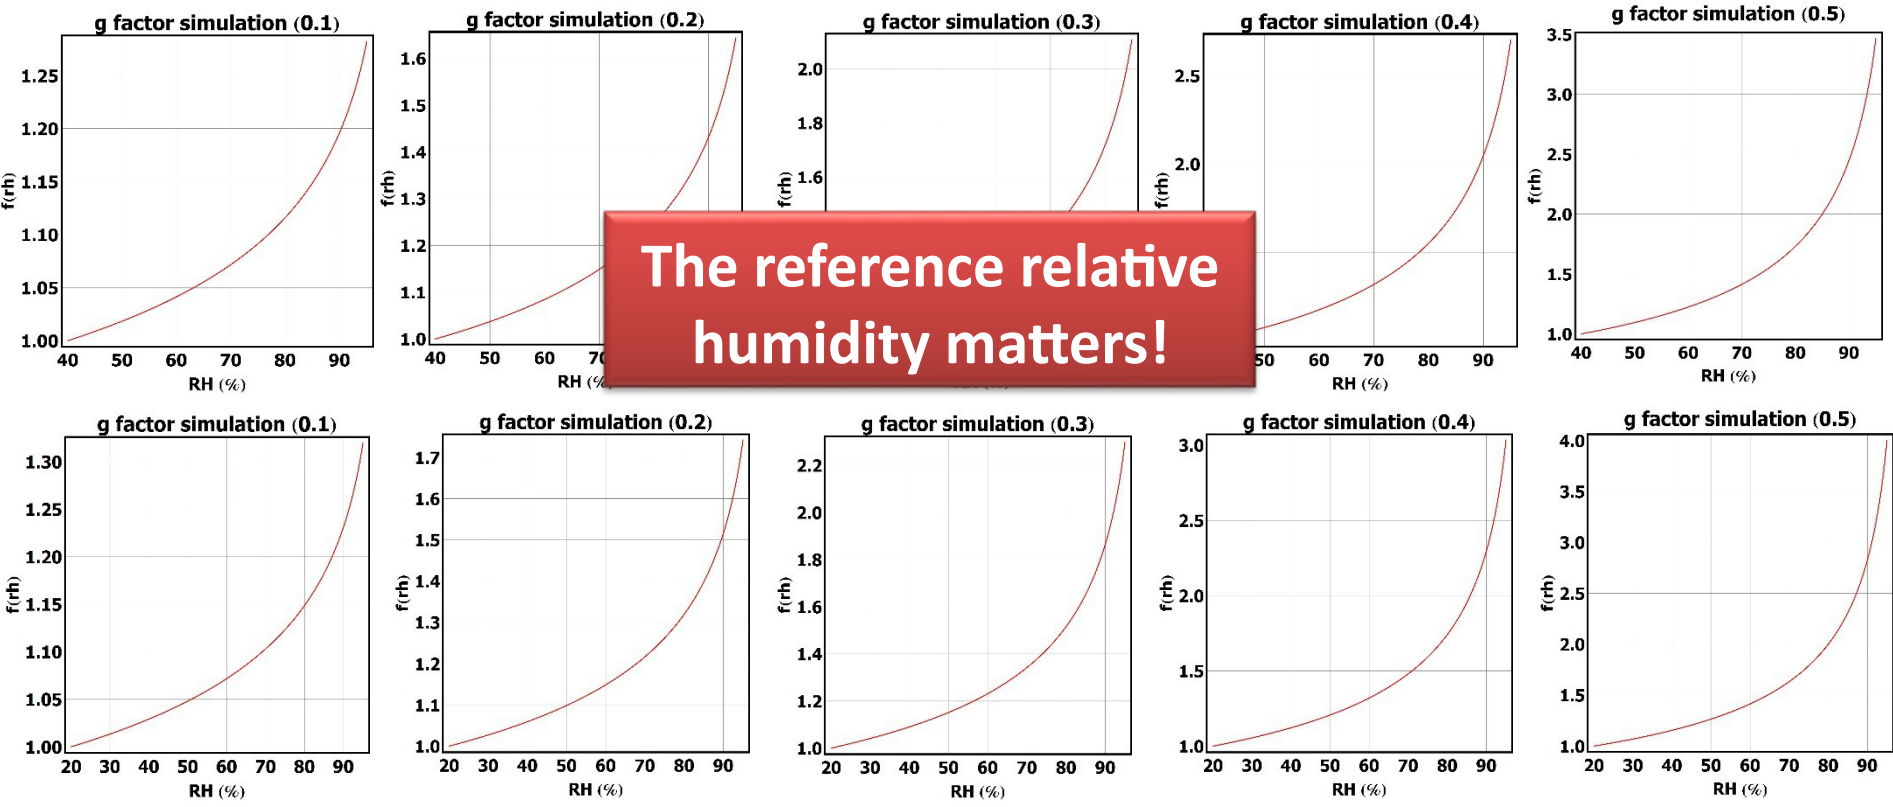 g factor simulation (0.1)
1.25
1.20
1.15
1.10
1.05
1.00
f(rh)
40 50 60 70 80 90
RH (%)
g factor simulation (0.2)
1.6
1.5
1.4
1.3
1.2
1.1
1.0
f(rh)
40 50 60 70
RH (%)
g factor simulation (0.3)
2.0
1.8
1.6
f(rh)
g factor simulation (0.4)
2.5
2.0
f(rh)
50 60 70 80 90
RH (%)
g factor simulation (0.5)
3.5
3.0
2.5
2.0
1.5
1.0
f(rh)
40 50 60 70 80 90
RH (%)
The reference relative
humidity matters!
g factor simulation (0.1)
1.30
1.25
1.20
1.15
1.10
1.05
1.00
f(rh)
20 30 40 50 60 70 80 90
RH (%)
g factor simulation (0.2)
1.7
1.6
1.5
1.4
1.3
1.2
1.1
1.0
f(rh)
20 30 40 50 60 70 80 90
RH (%)
g factor simulation (0.3)
2.2
2.0
1.8
1.6
1.4
1.2
1.0
f(rh)
20 30 40 50 60 70 80 90
RH (%)
g factor simulation (0.4)
3.0
2.5
2.0
1.5
1.0
f(rh)
20 30 40 50 60 70 80 90
RH (%)
g factor simulation (0.5)
4.0
3.5
3.0
2.5
2.0
1.5
1.0
f(rh)
20 30 40 50 60 70 80 90
RH (%)